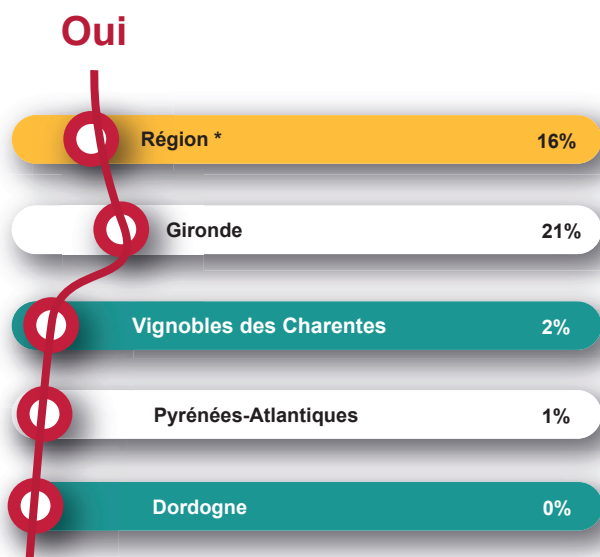 Oui
Région * 16%
Gironde 21%
Vignobles des Charentes 2%
Pyrénées-Atlantiques 1%
Dordogne 0%